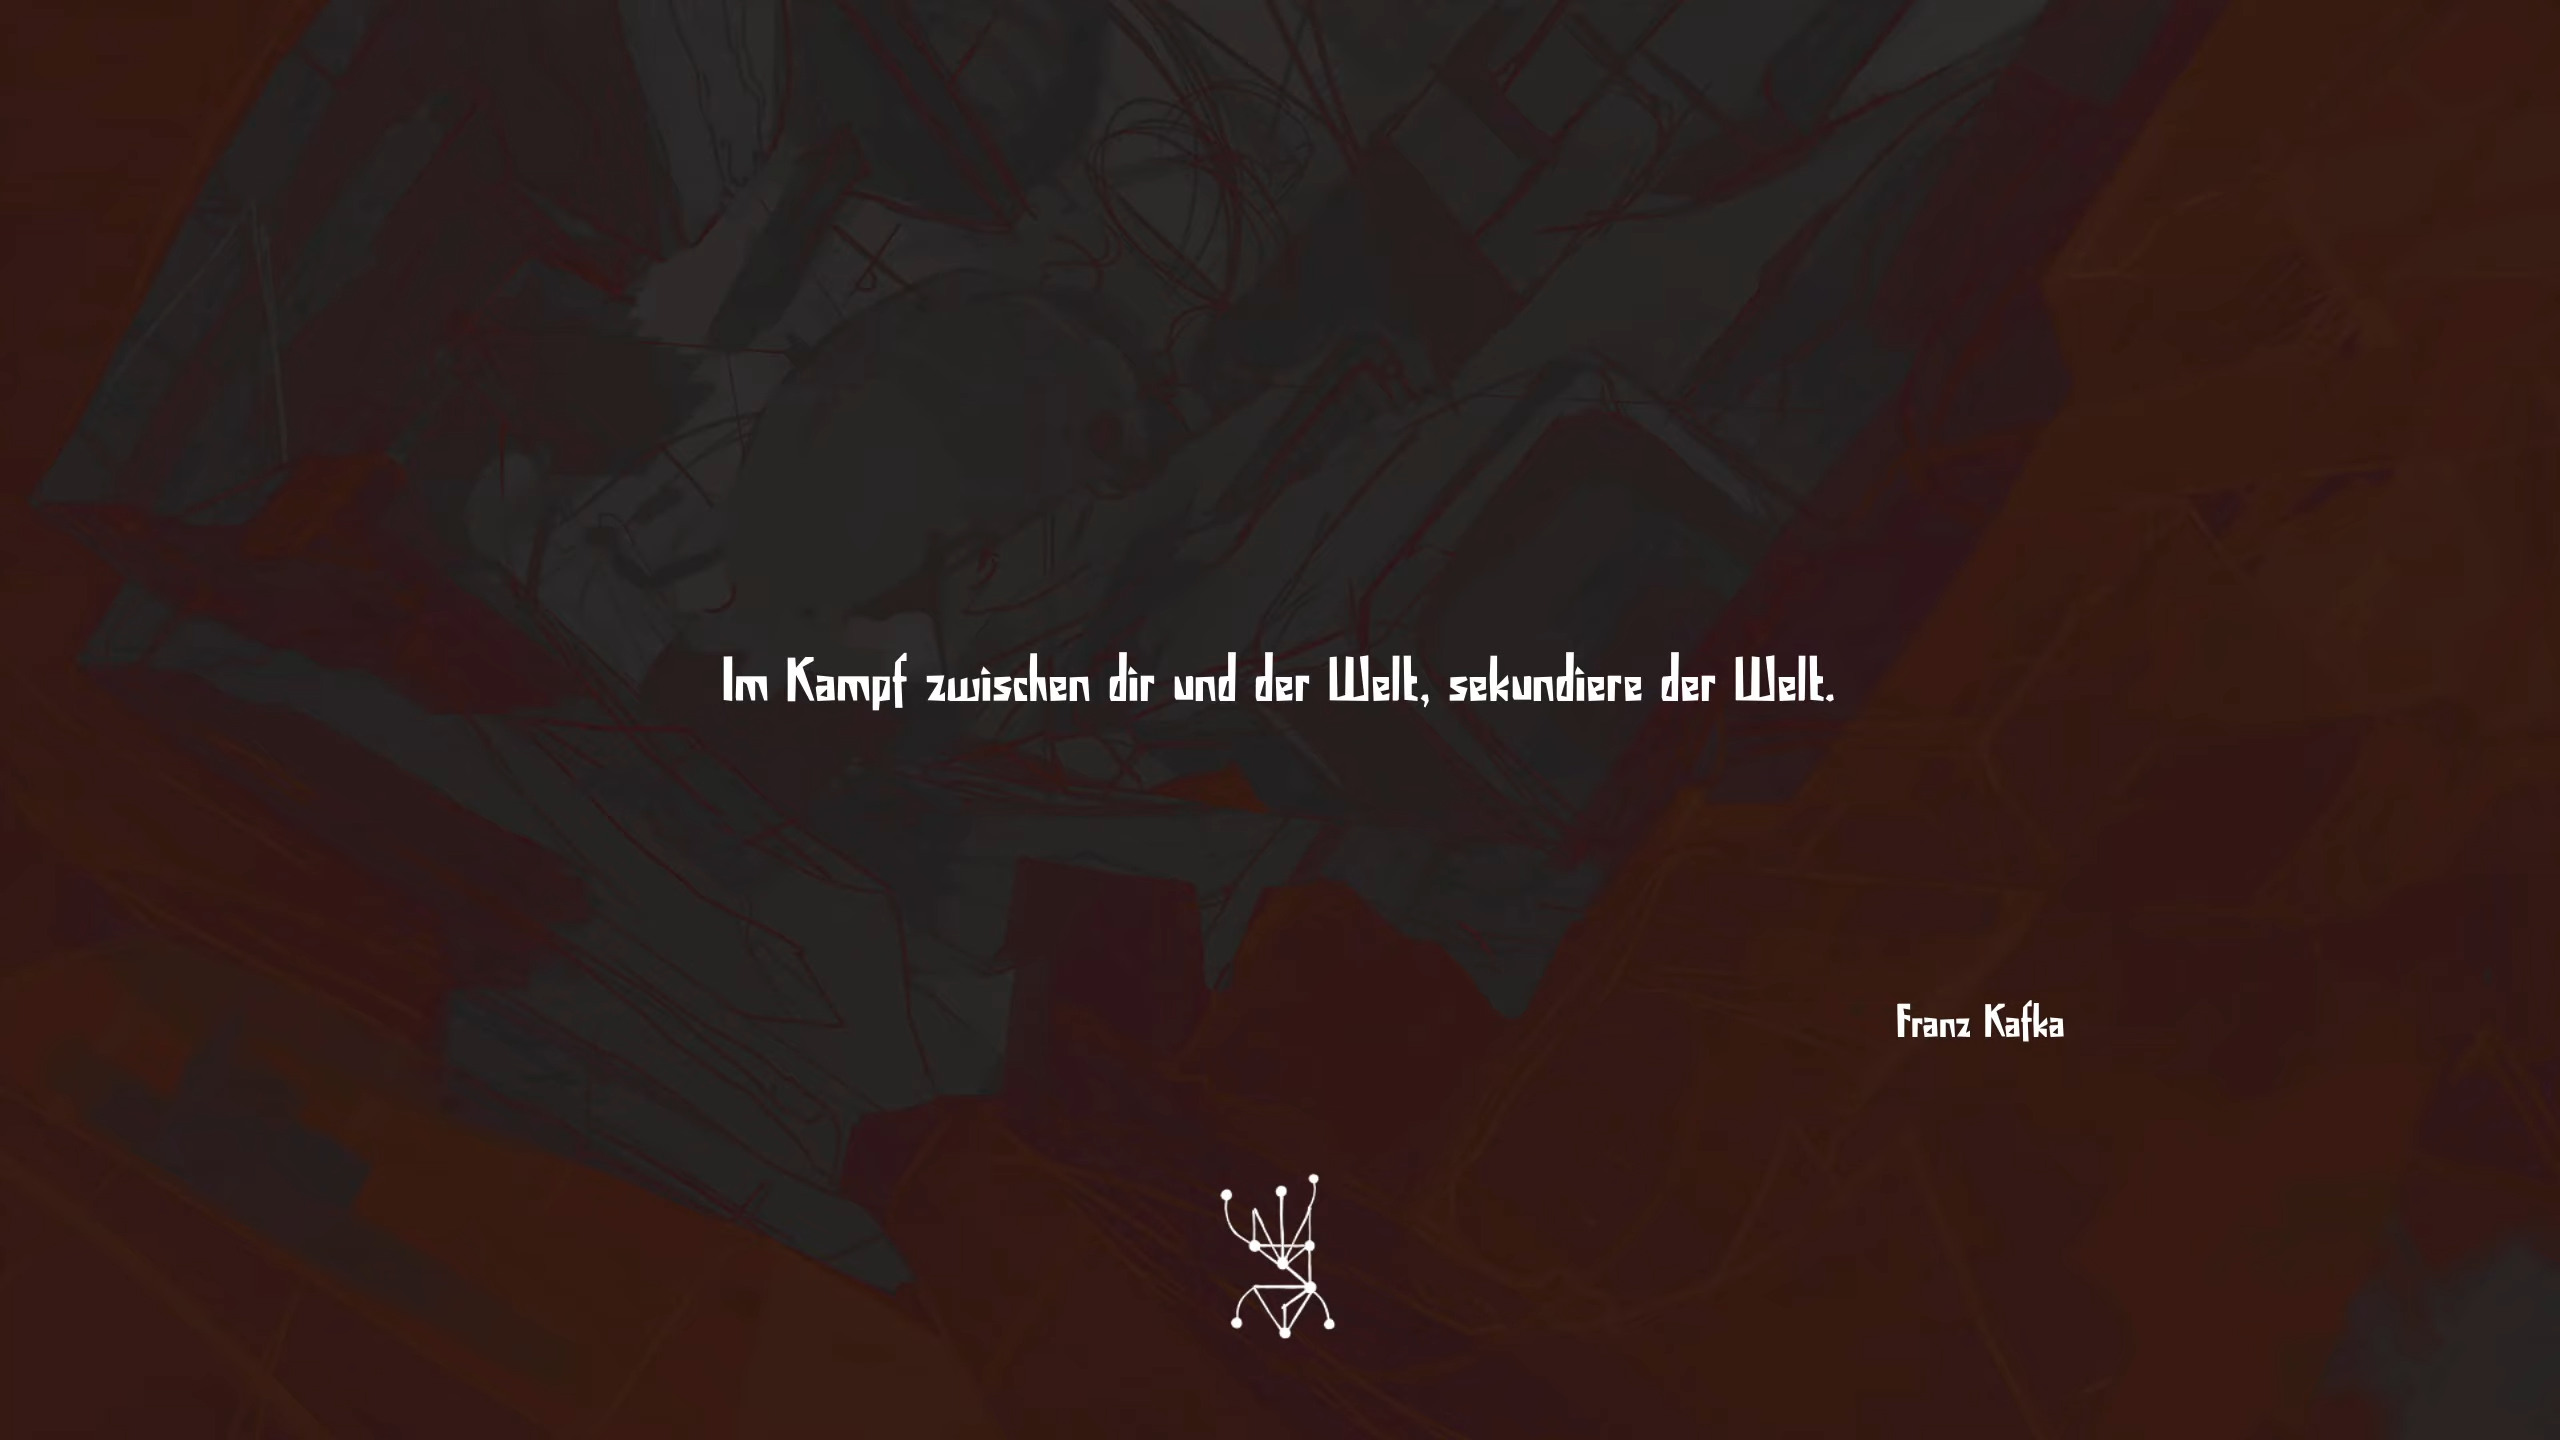 Im Kampf zwischen dir und der Welt, sekundiere der Welt.
Franz Kafka